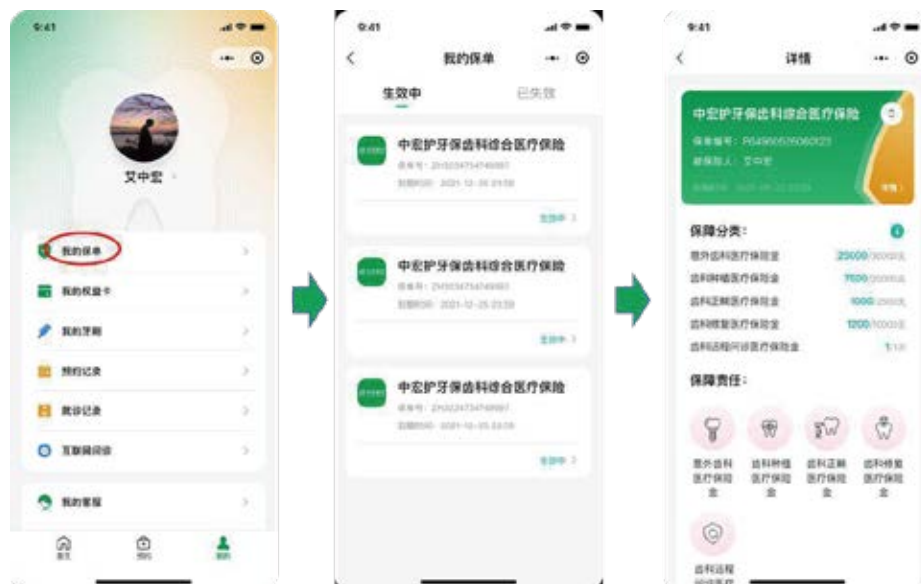 9:41
艾中宏
我的保单
我的权益卡
我的牙刷
预约记录
就诊记录
互联网问诊
我的客服
首页
预约
我的
9:41
我的保单
生效中
已失效
中宏护牙保齿科综合医疗保险
生效中
中宏护牙保齿科综合医疗保险
生效中
中宏护牙保齿科综合医疗保险
生效中
9:41
详情
中宏护牙保齿科综合医疗保险
被保险人：艾中宏
详情
保障分类：
意外齿科医疗保险金
齿科种植医疗保险金
齿科正畸医疗保险金
齿科修复医疗保险金
齿科远程问诊医疗保险金
保障责任：
意外齿科
医疗保险
金
齿科种植
医疗保险
金
齿科正畸
医疗保险
金
齿科修复
医疗保险
金
齿科远程